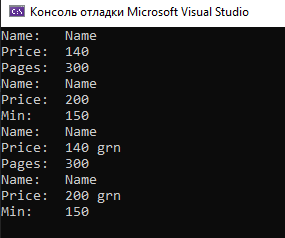 Консоль отладки Microsoft Visual Studio
Name: Name
Price: 140
Pages: 300
Name: Name
Price: 200
Min: 150
Name: Name
Price: 140 grn
Pages: 300
Name: Name
Price: 200 grn
Min: 150